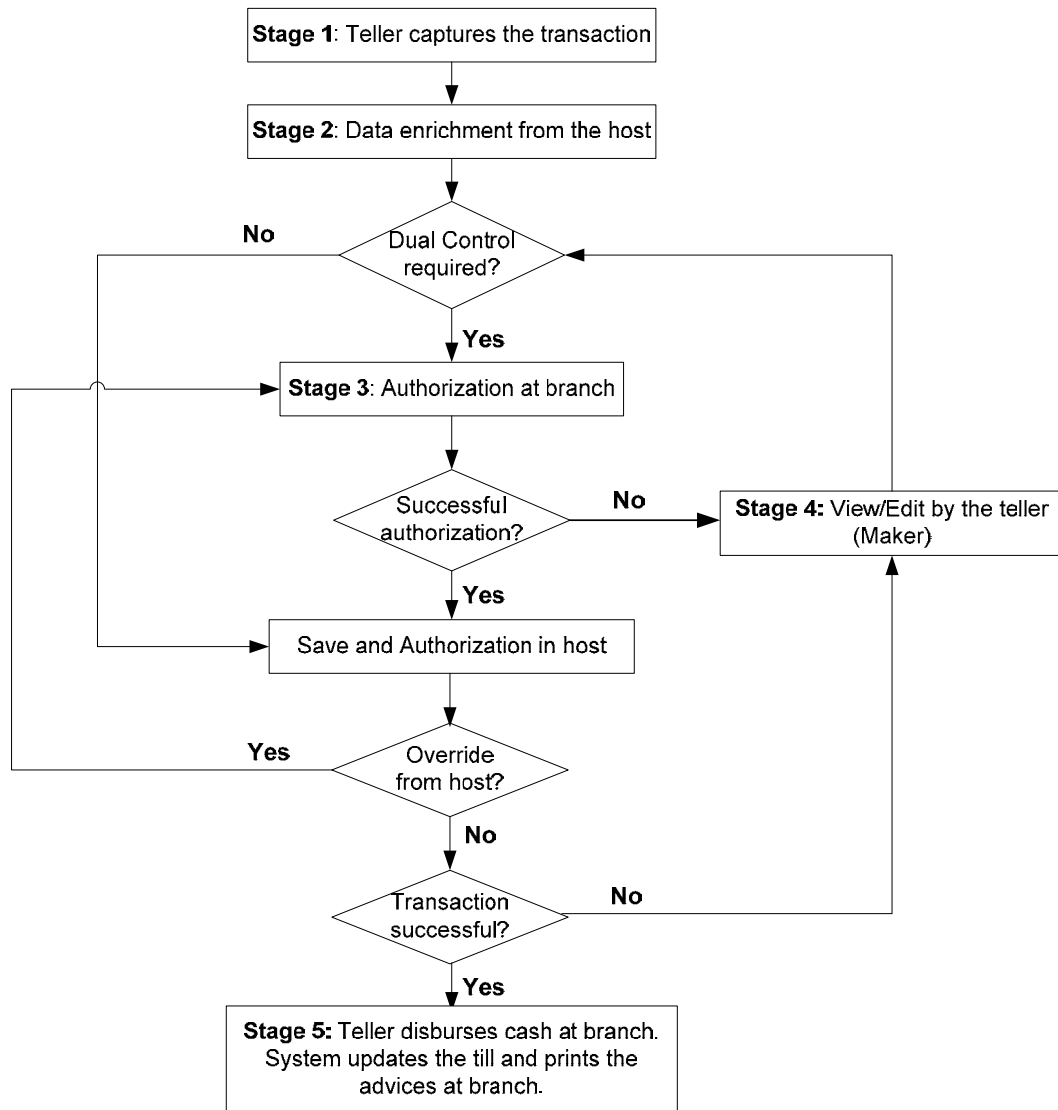 Stage 1: Teller captures the transaction
Stage 2: Data enrichment from the host
No
Dual Control
required?
Yes
Stage 3: Authorization at branch
Successful
authorization?
No
Stage 4: View/Edit by the teller
(Maker)
Yes
Save and Authorization in host
Yes
Override
from host?
No
Transaction
successful?
No
Yes
Stage 5: Teller disburses cash at branch.
System updates the till and prints the
advices at branch.